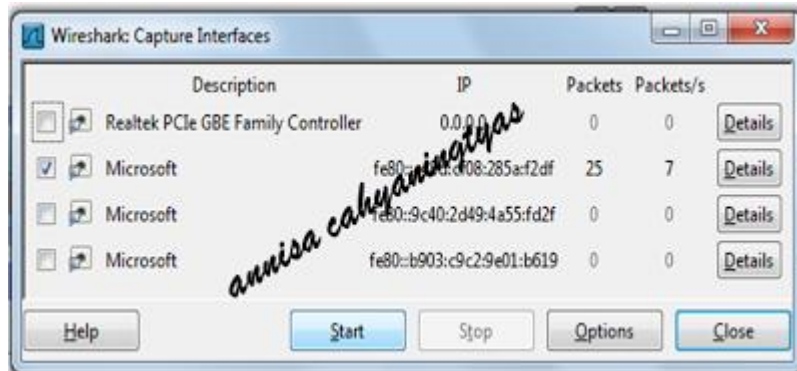 Wireshark: Capture Interfaces
Description IP Packets Packets/s
Realtek PCIe GBE Family Controller 0.0.0.0 0 0 Details
Microsoft 25 7 Details
Microsoft fe80::9c40:2d49:4a55:fd2f 0 0 Details
Microsoft fe80::b903:c9c2:9e01:b619 0 0 Details
annisa cahyaningtyas
Help Start Stop Options Close